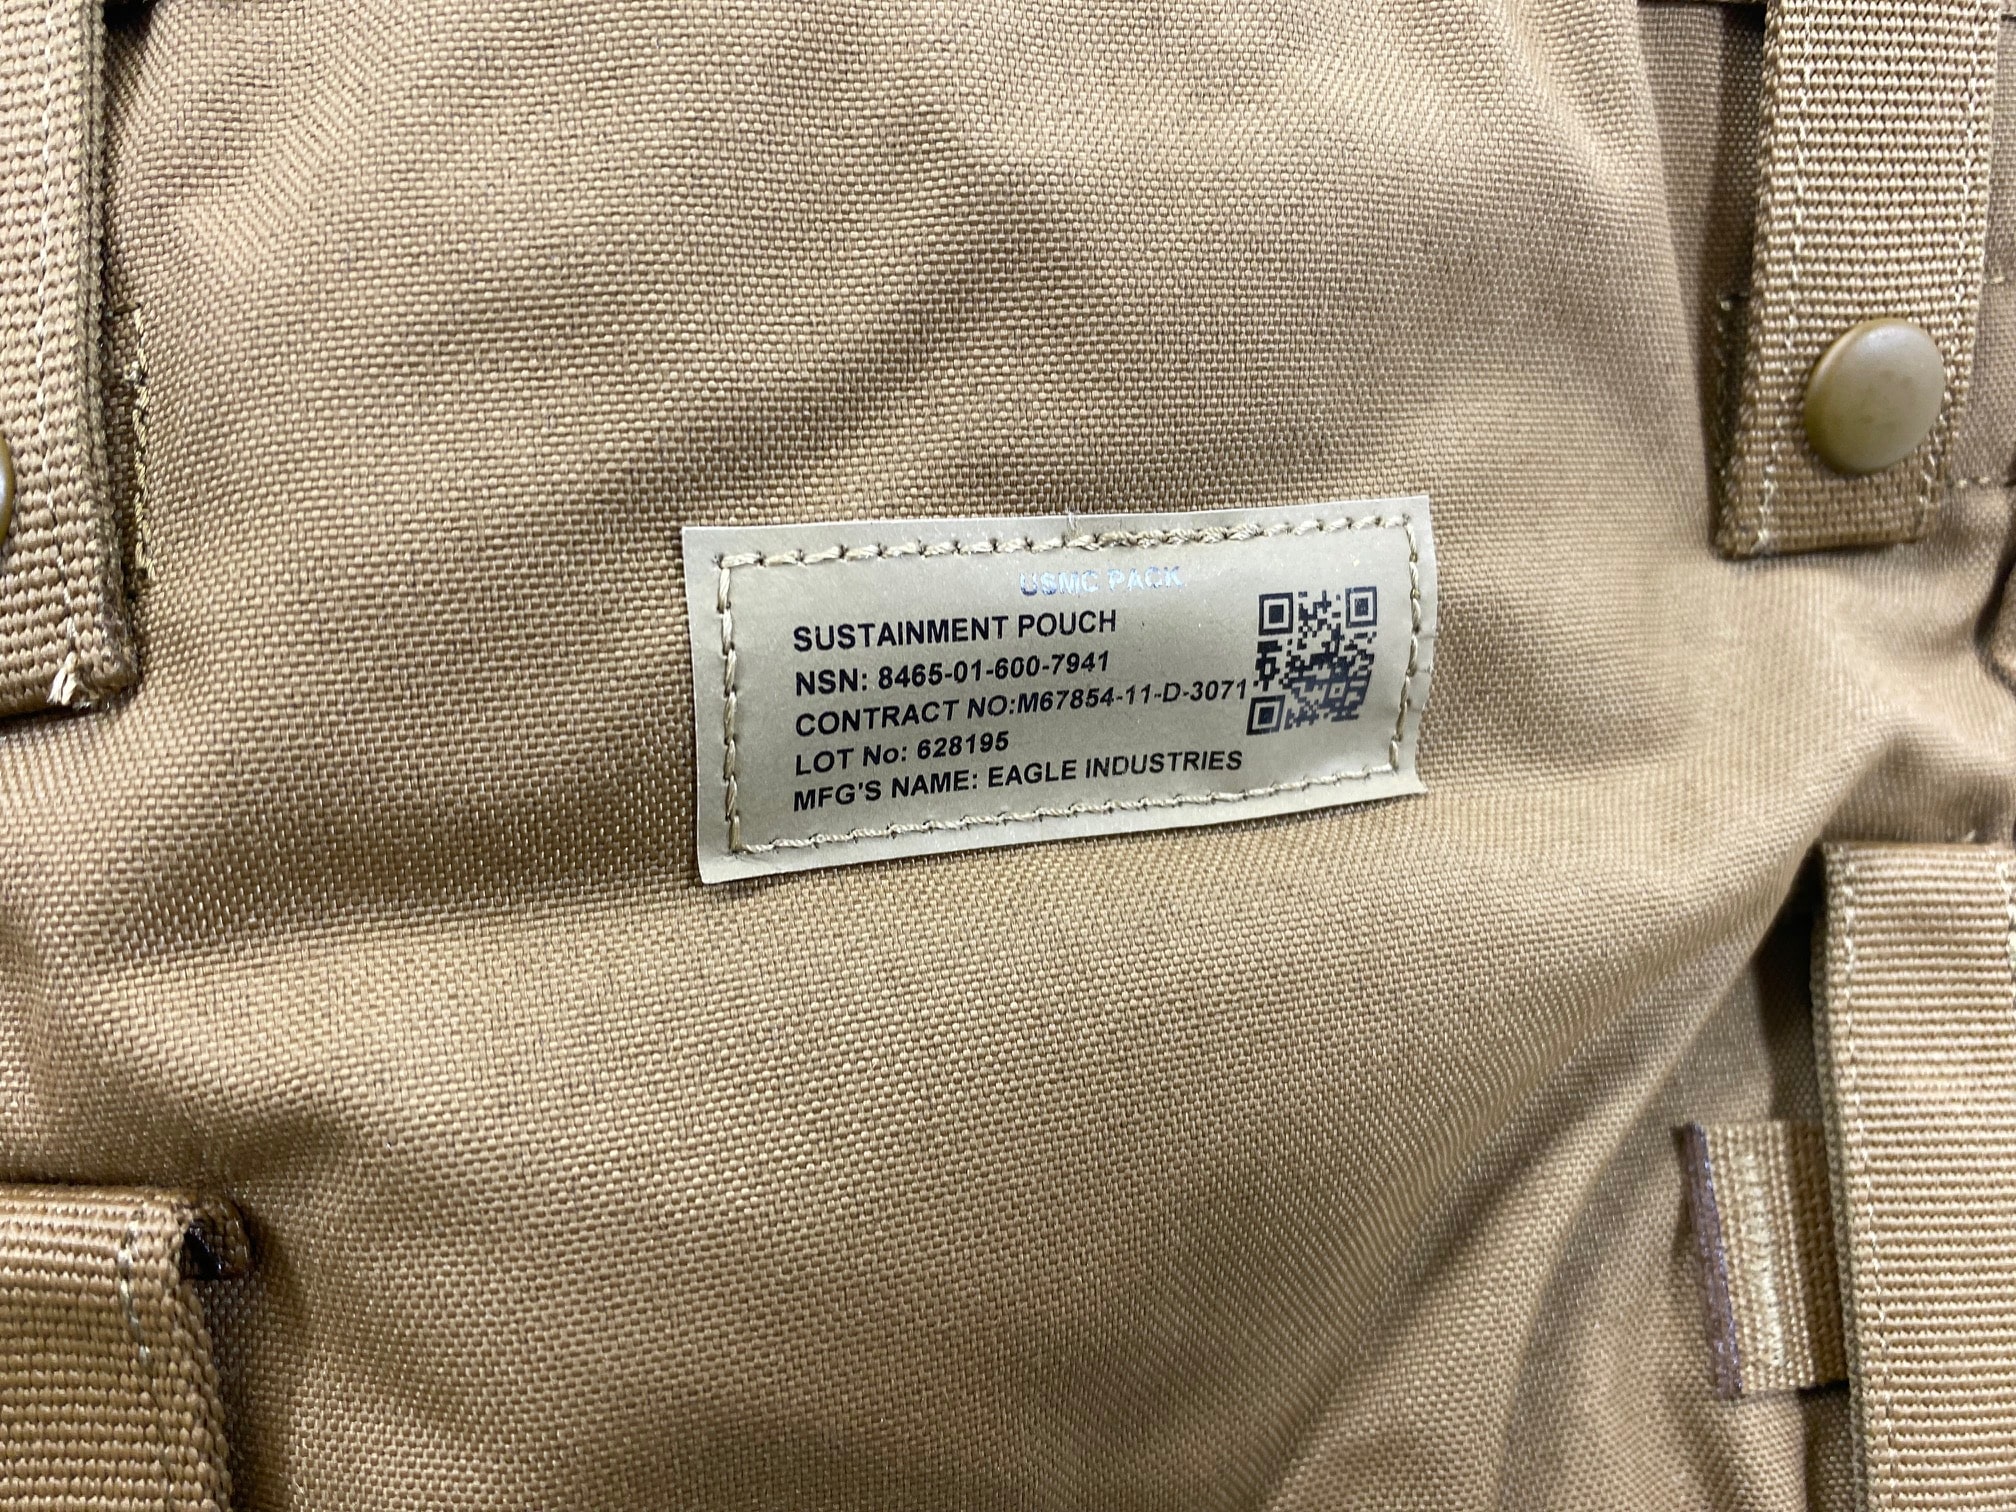 USMC PACK
SUSTAINMENT POUCH
NSN: 8465-01-600-7941
CONTRACT NO:M67854-11-D-3071
LOT No: 628195
MFG'S NAME: EAGLE INDUSTRIES